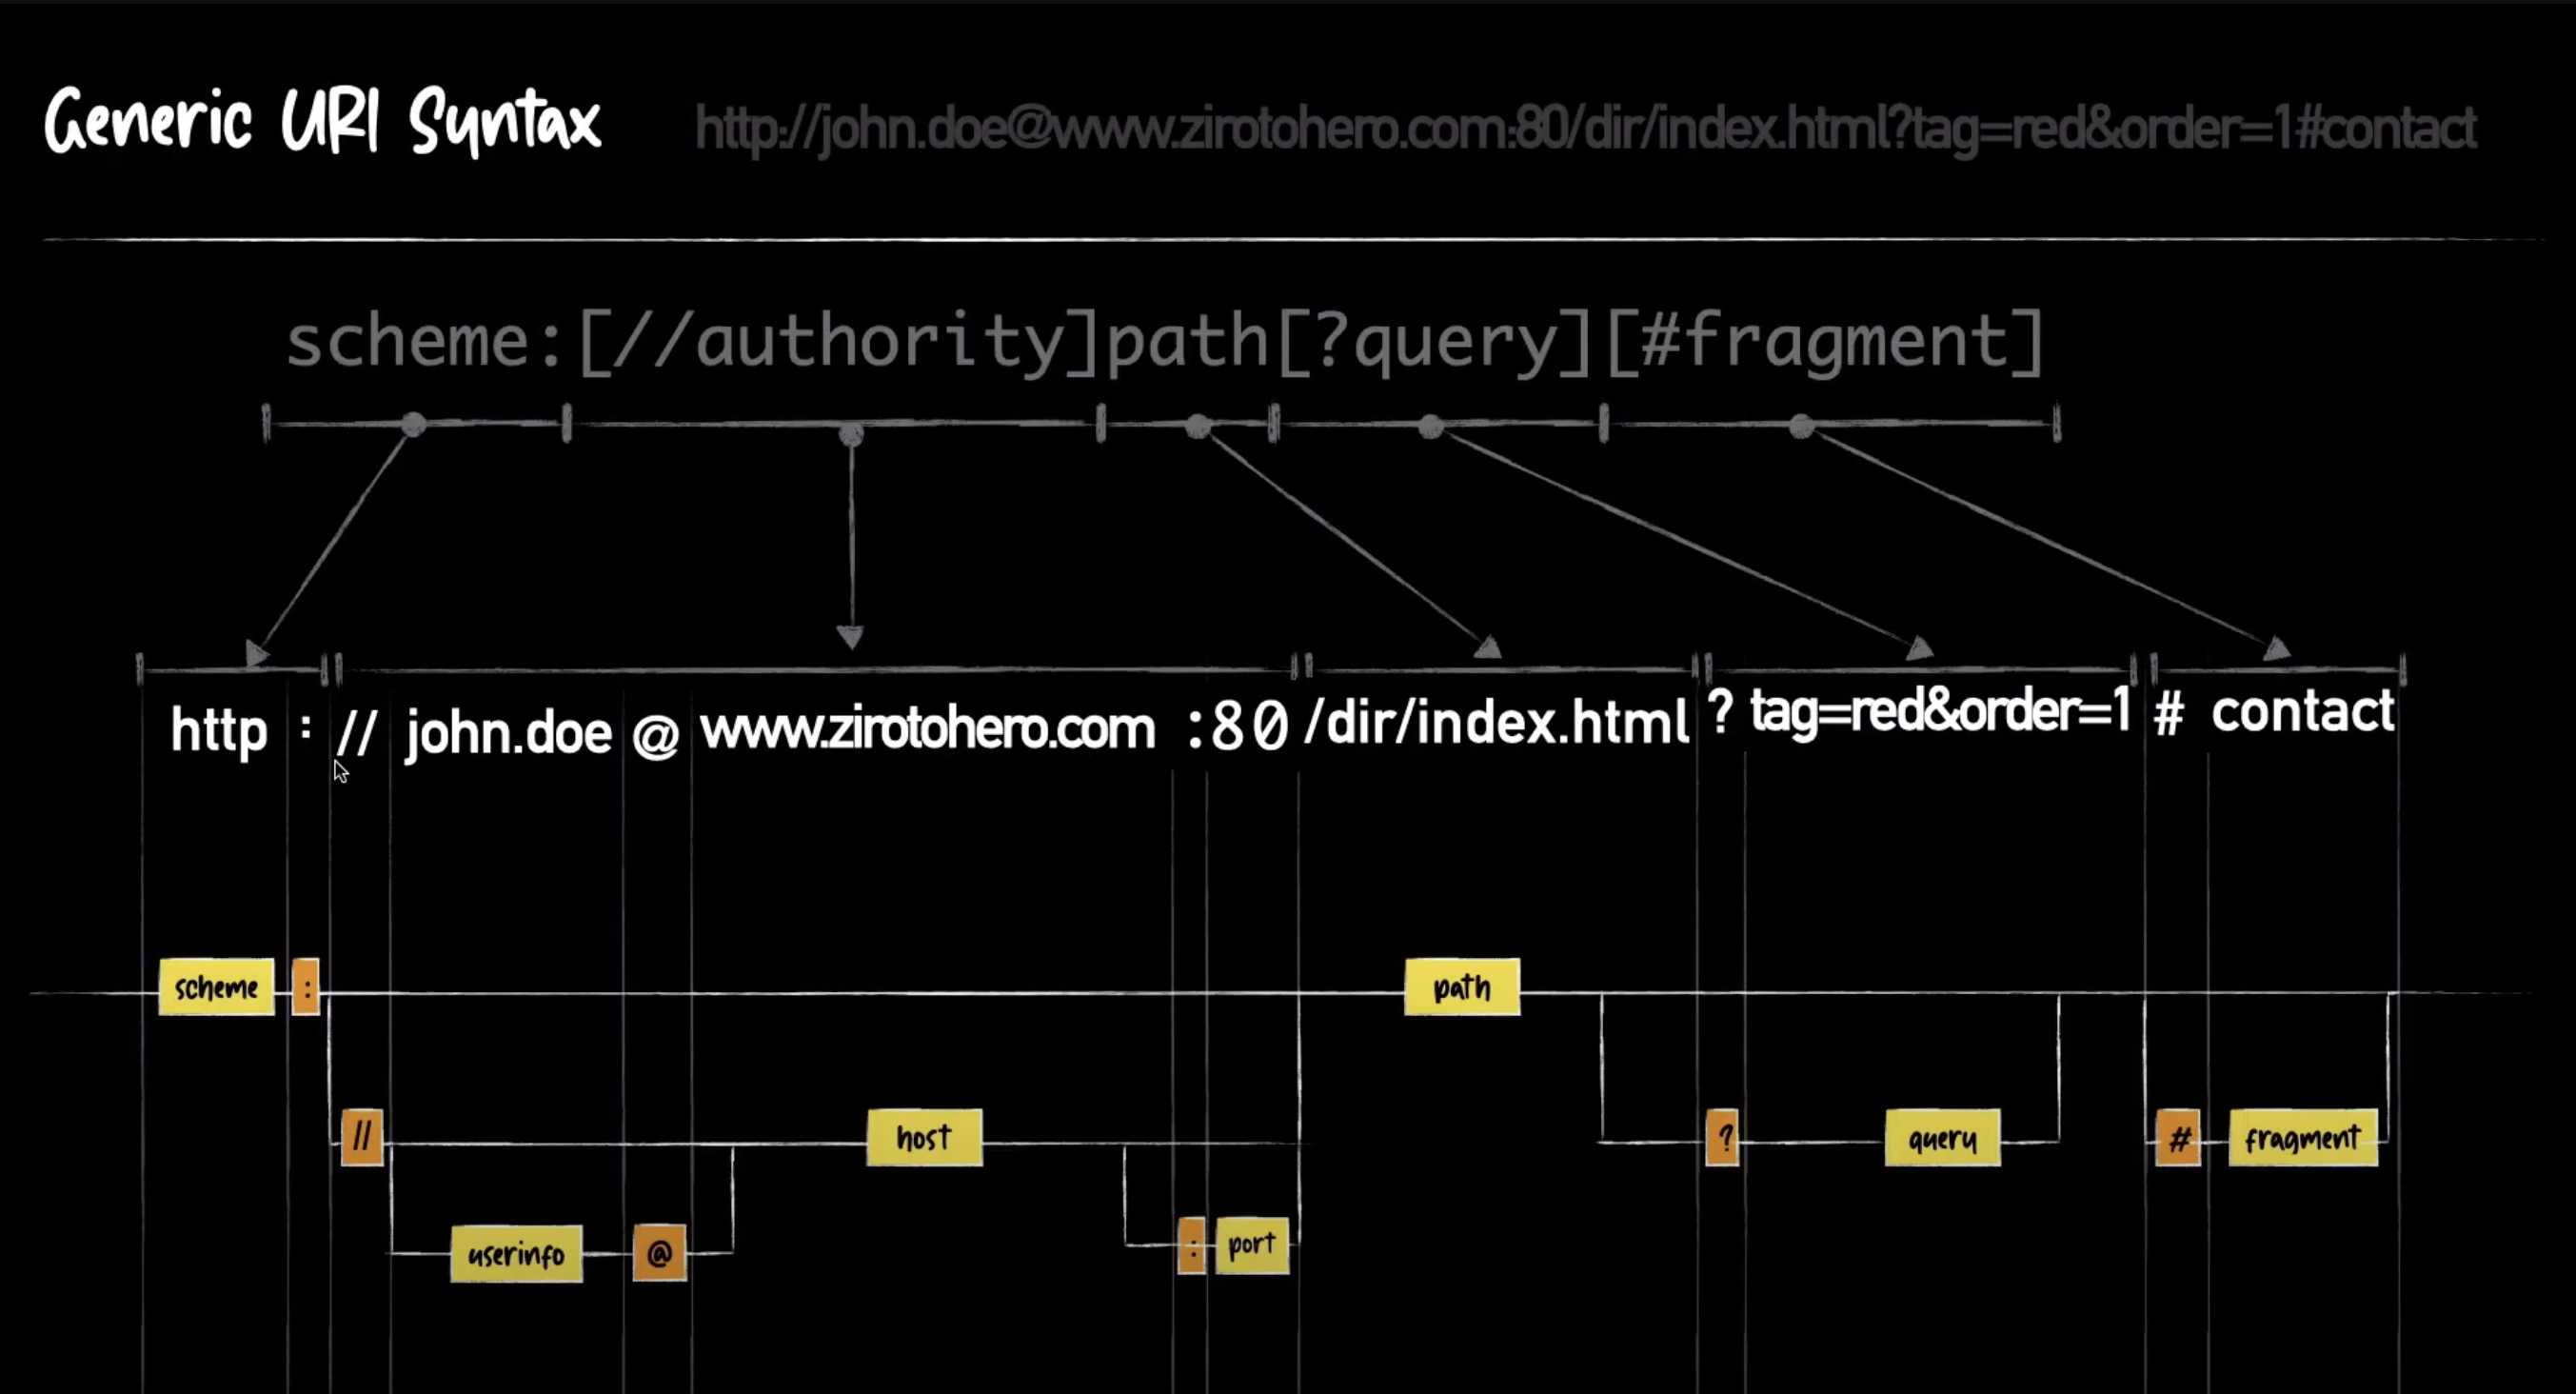 Generic URI Syntax
http://john.doe@www.zirotohero.com:80/dir/index.html?tag=red&order=1#contact
scheme:[//authority]path[?query][#fragment]
http : // john.doe @ www.zirotohero.com :80 /dir/index.html ? tag=red&order=1 # contact
scheme : path
// host ? query # fragment
userinfo @ : port